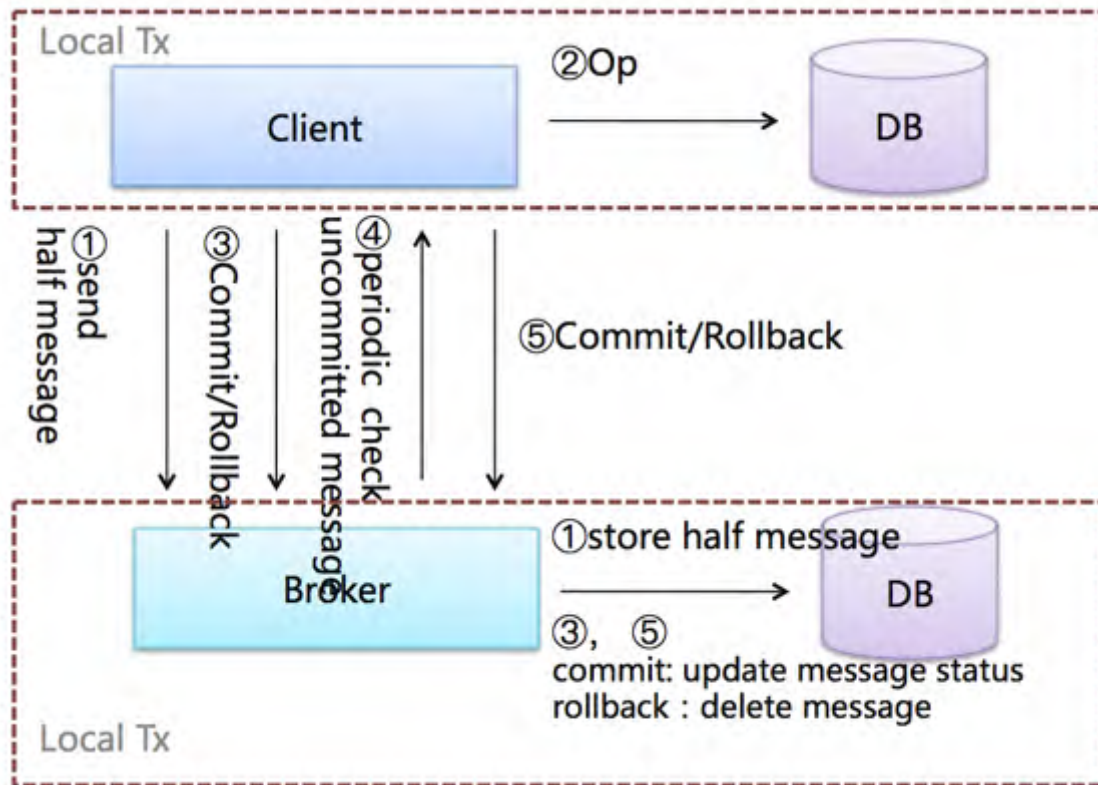 Local Tx
②Op
Client
DB
①send
half message
③Commit/Rollback
④periodic check
uncommitted message
⑤Commit/Rollback
①store half message
Broker
DB
③, ⑤
commit: update message status
rollback : delete message
Local Tx